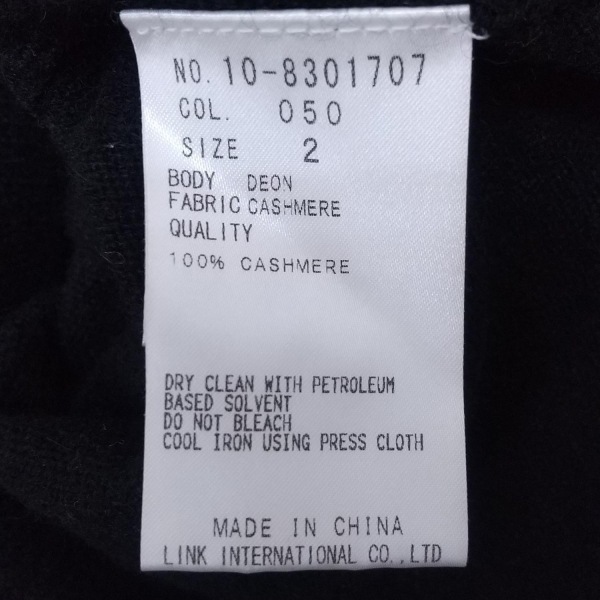 NO. 10-8301707
COL. 050
SIZE 2
BODY DEON
FABRIC CASHMERE
QUALITY
100% CASHMERE
DRY CLEAN WITH PETROLEUM
BASED SOLVENT
DO NOT BLEACH
COOL IRON USING PRESS CLOTH
MADE IN CHINA
LINK INTERNATIONAL CO.,LTD